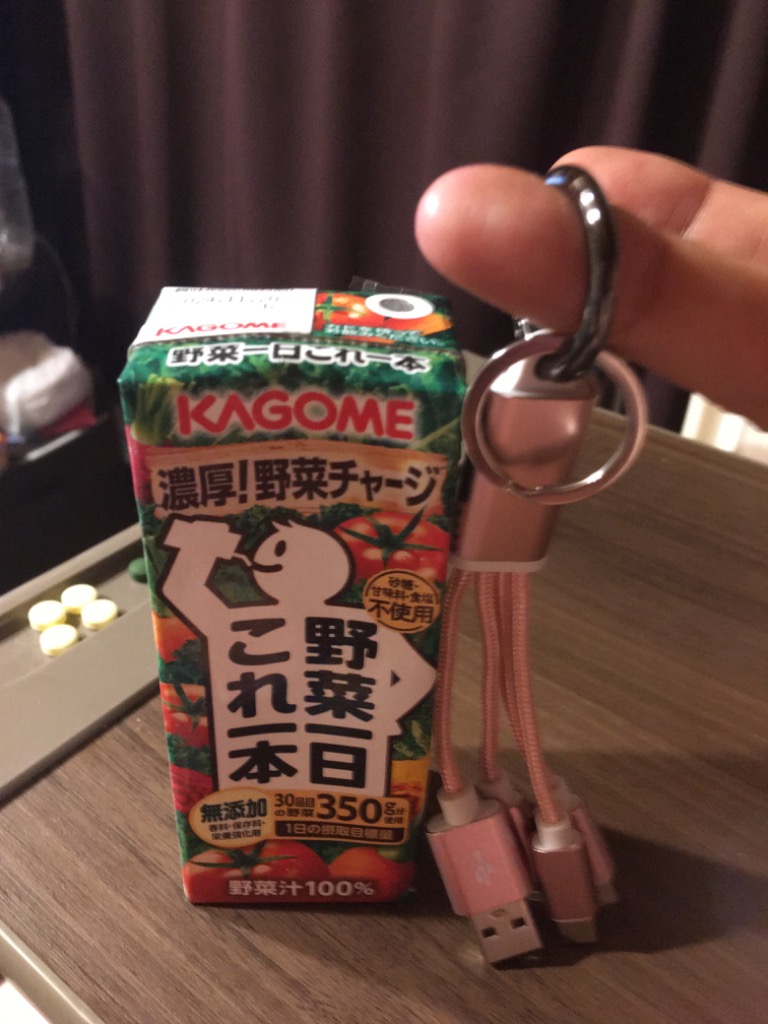 KAGOME
野菜一日これ一本
KAGOME
濃厚!野菜チャージ
砂糖・
甘味料・食塩
不使用
野菜一日
これ一本
無添加
香料・保存料・
栄養強化剤
30品目
の野菜
350g分
使用
1日の摂取目標量
野菜汁100%